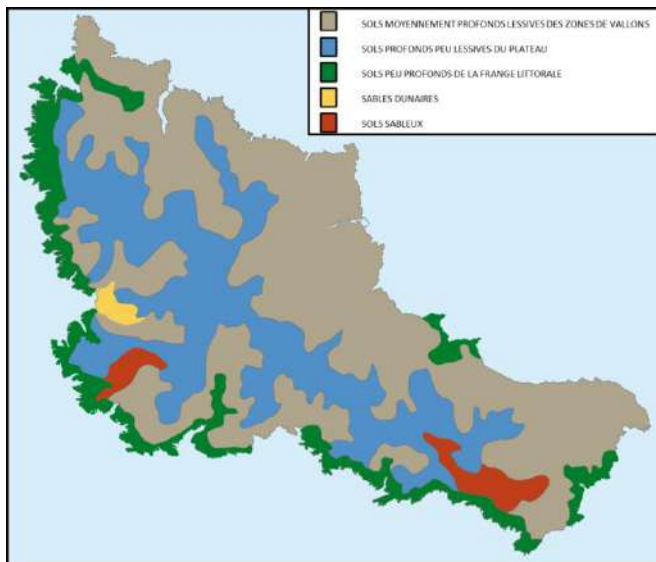 SOLS MOYENNEMENT PROFONDS LESSIVES DES ZONES DE VALLONS
SOLS PROFONDS PEU LESSIVES DU PLATEAU
SOLS PEU PROFONDS DE LA FRANGE LITTORALE
SABLES DUNAIRES
SOLS SABLEUX